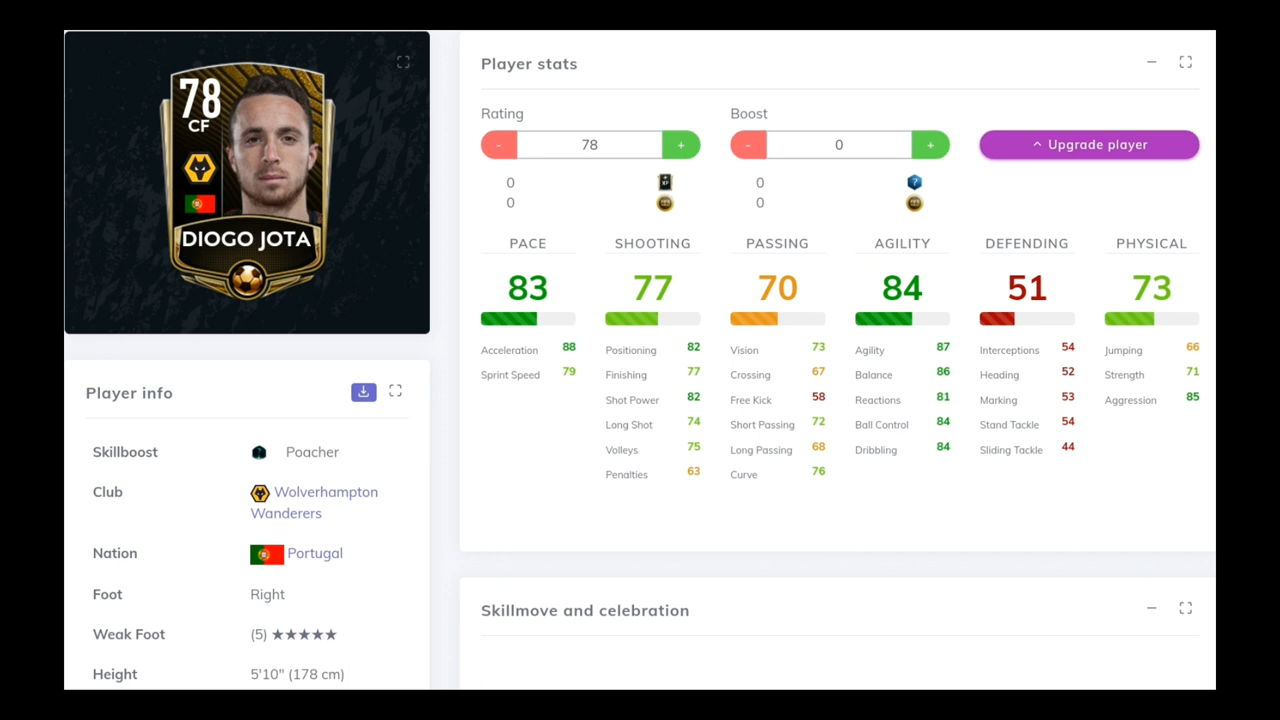 78
CF
DIOGO JOTA
Player info
Skillboost Poacher
Club Wolverhampton
Wanderers
Nation Portugal
Foot Right
Weak Foot (5) ★★★★★
Height 5'10" (178 cm)
Player stats
Rating Boost
- 78 + - 0 + Upgrade player
0 0
0 0
PACE SHOOTING PASSING AGILITY DEFENDING PHYSICAL
83 77 70 84 51 73
Acceleration 88 Positioning 82 Vision 73 Agility 87 Interceptions 54 Jumping 66
Sprint Speed 79 Finishing 77 Crossing 67 Balance 86 Heading 52 Strength 71
Shot Power 82 Free Kick 58 Reactions 81 Marking 53 Aggression 85
Long Shot 74 Short Passing 72 Ball Control 84 Stand Tackle 54
Volleys 75 Long Passing 68 Dribbling 84 Sliding Tackle 44
Penalties 63 Curve 76
Skillmove and celebration